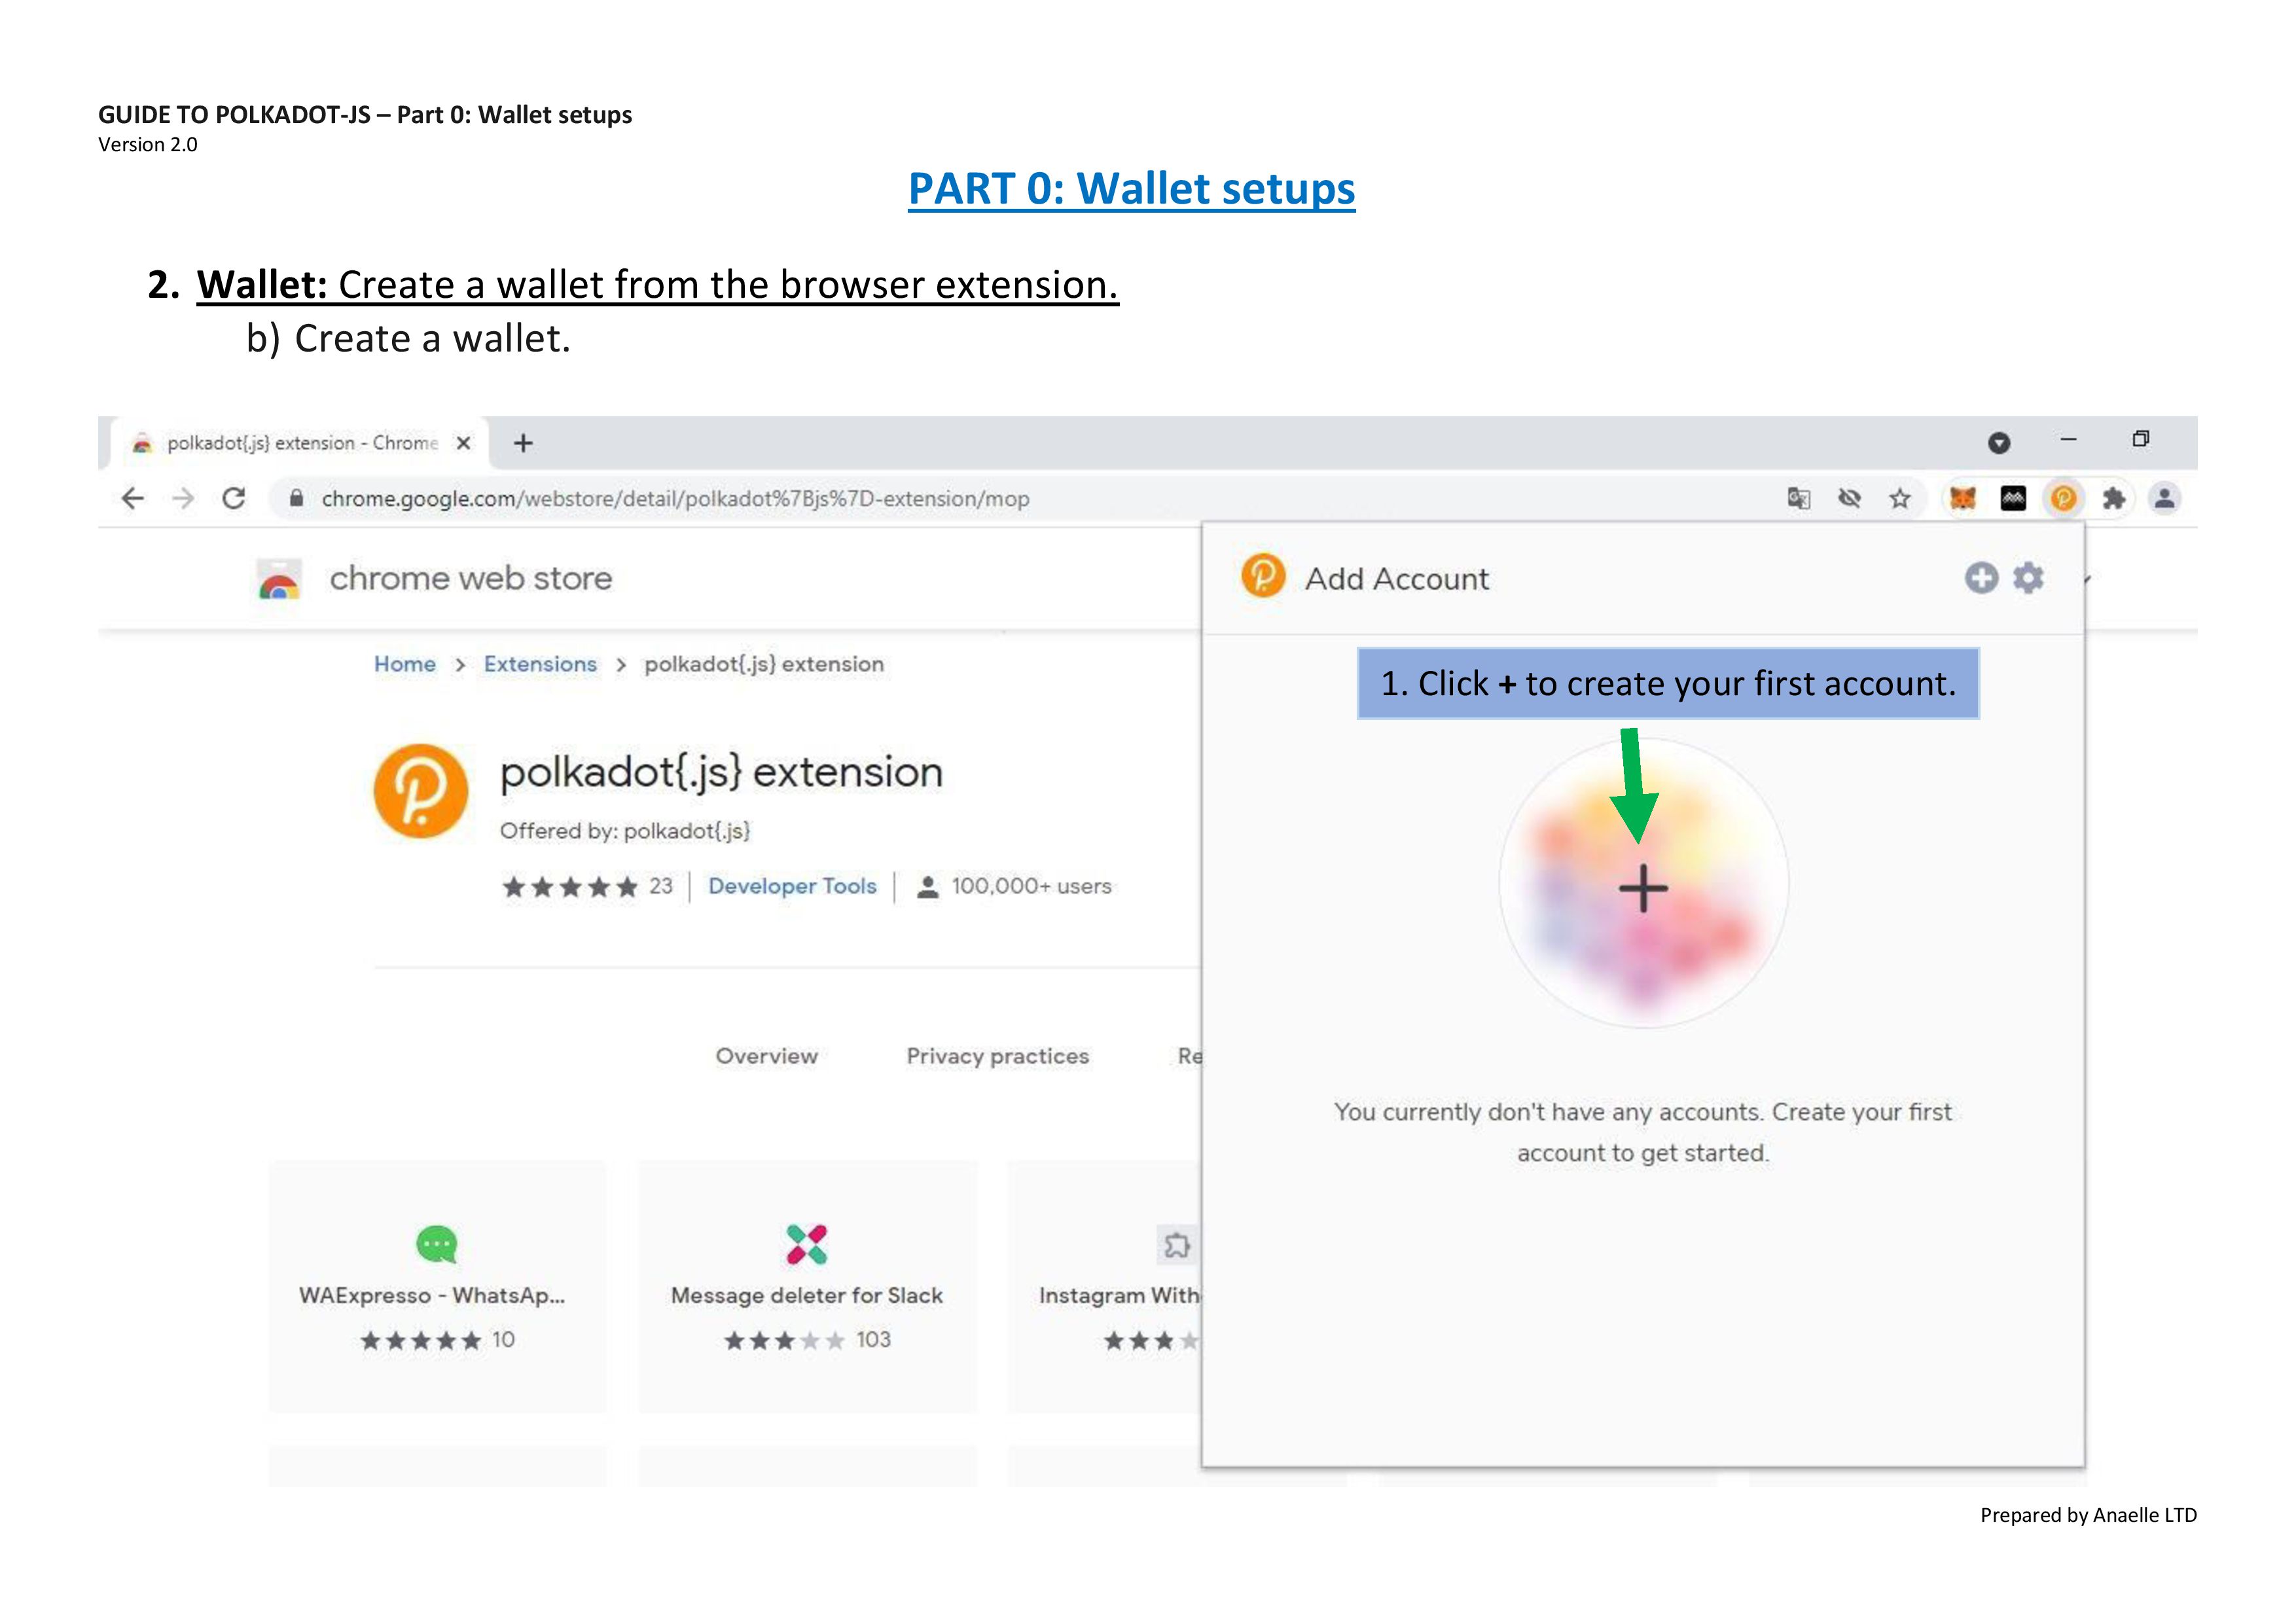 GUIDE TO POLKADOT-JS – Part 0: Wallet setups
Version 2.0
PART 0: Wallet setups
2. Wallet: Create a wallet from the browser extension.
b) Create a wallet.
polkadot{.js} extension - Chrome
chrome.google.com/webstore/detail/polkadot%7Bjs%7D-extension/mop
chrome web store
Add Account
Home > Extensions > polkadot{.js} extension
1. Click + to create your first account.
polkadot{.js} extension
Offered by: polkadot{.js}
23 Developer Tools 100,000+ users
Overview Privacy practices Re
You currently don't have any accounts. Create your first
account to get started.
WAExpresso - WhatsAp... Message deleter for Slack Instagram With
10 103
Prepared by Anaelle LTD